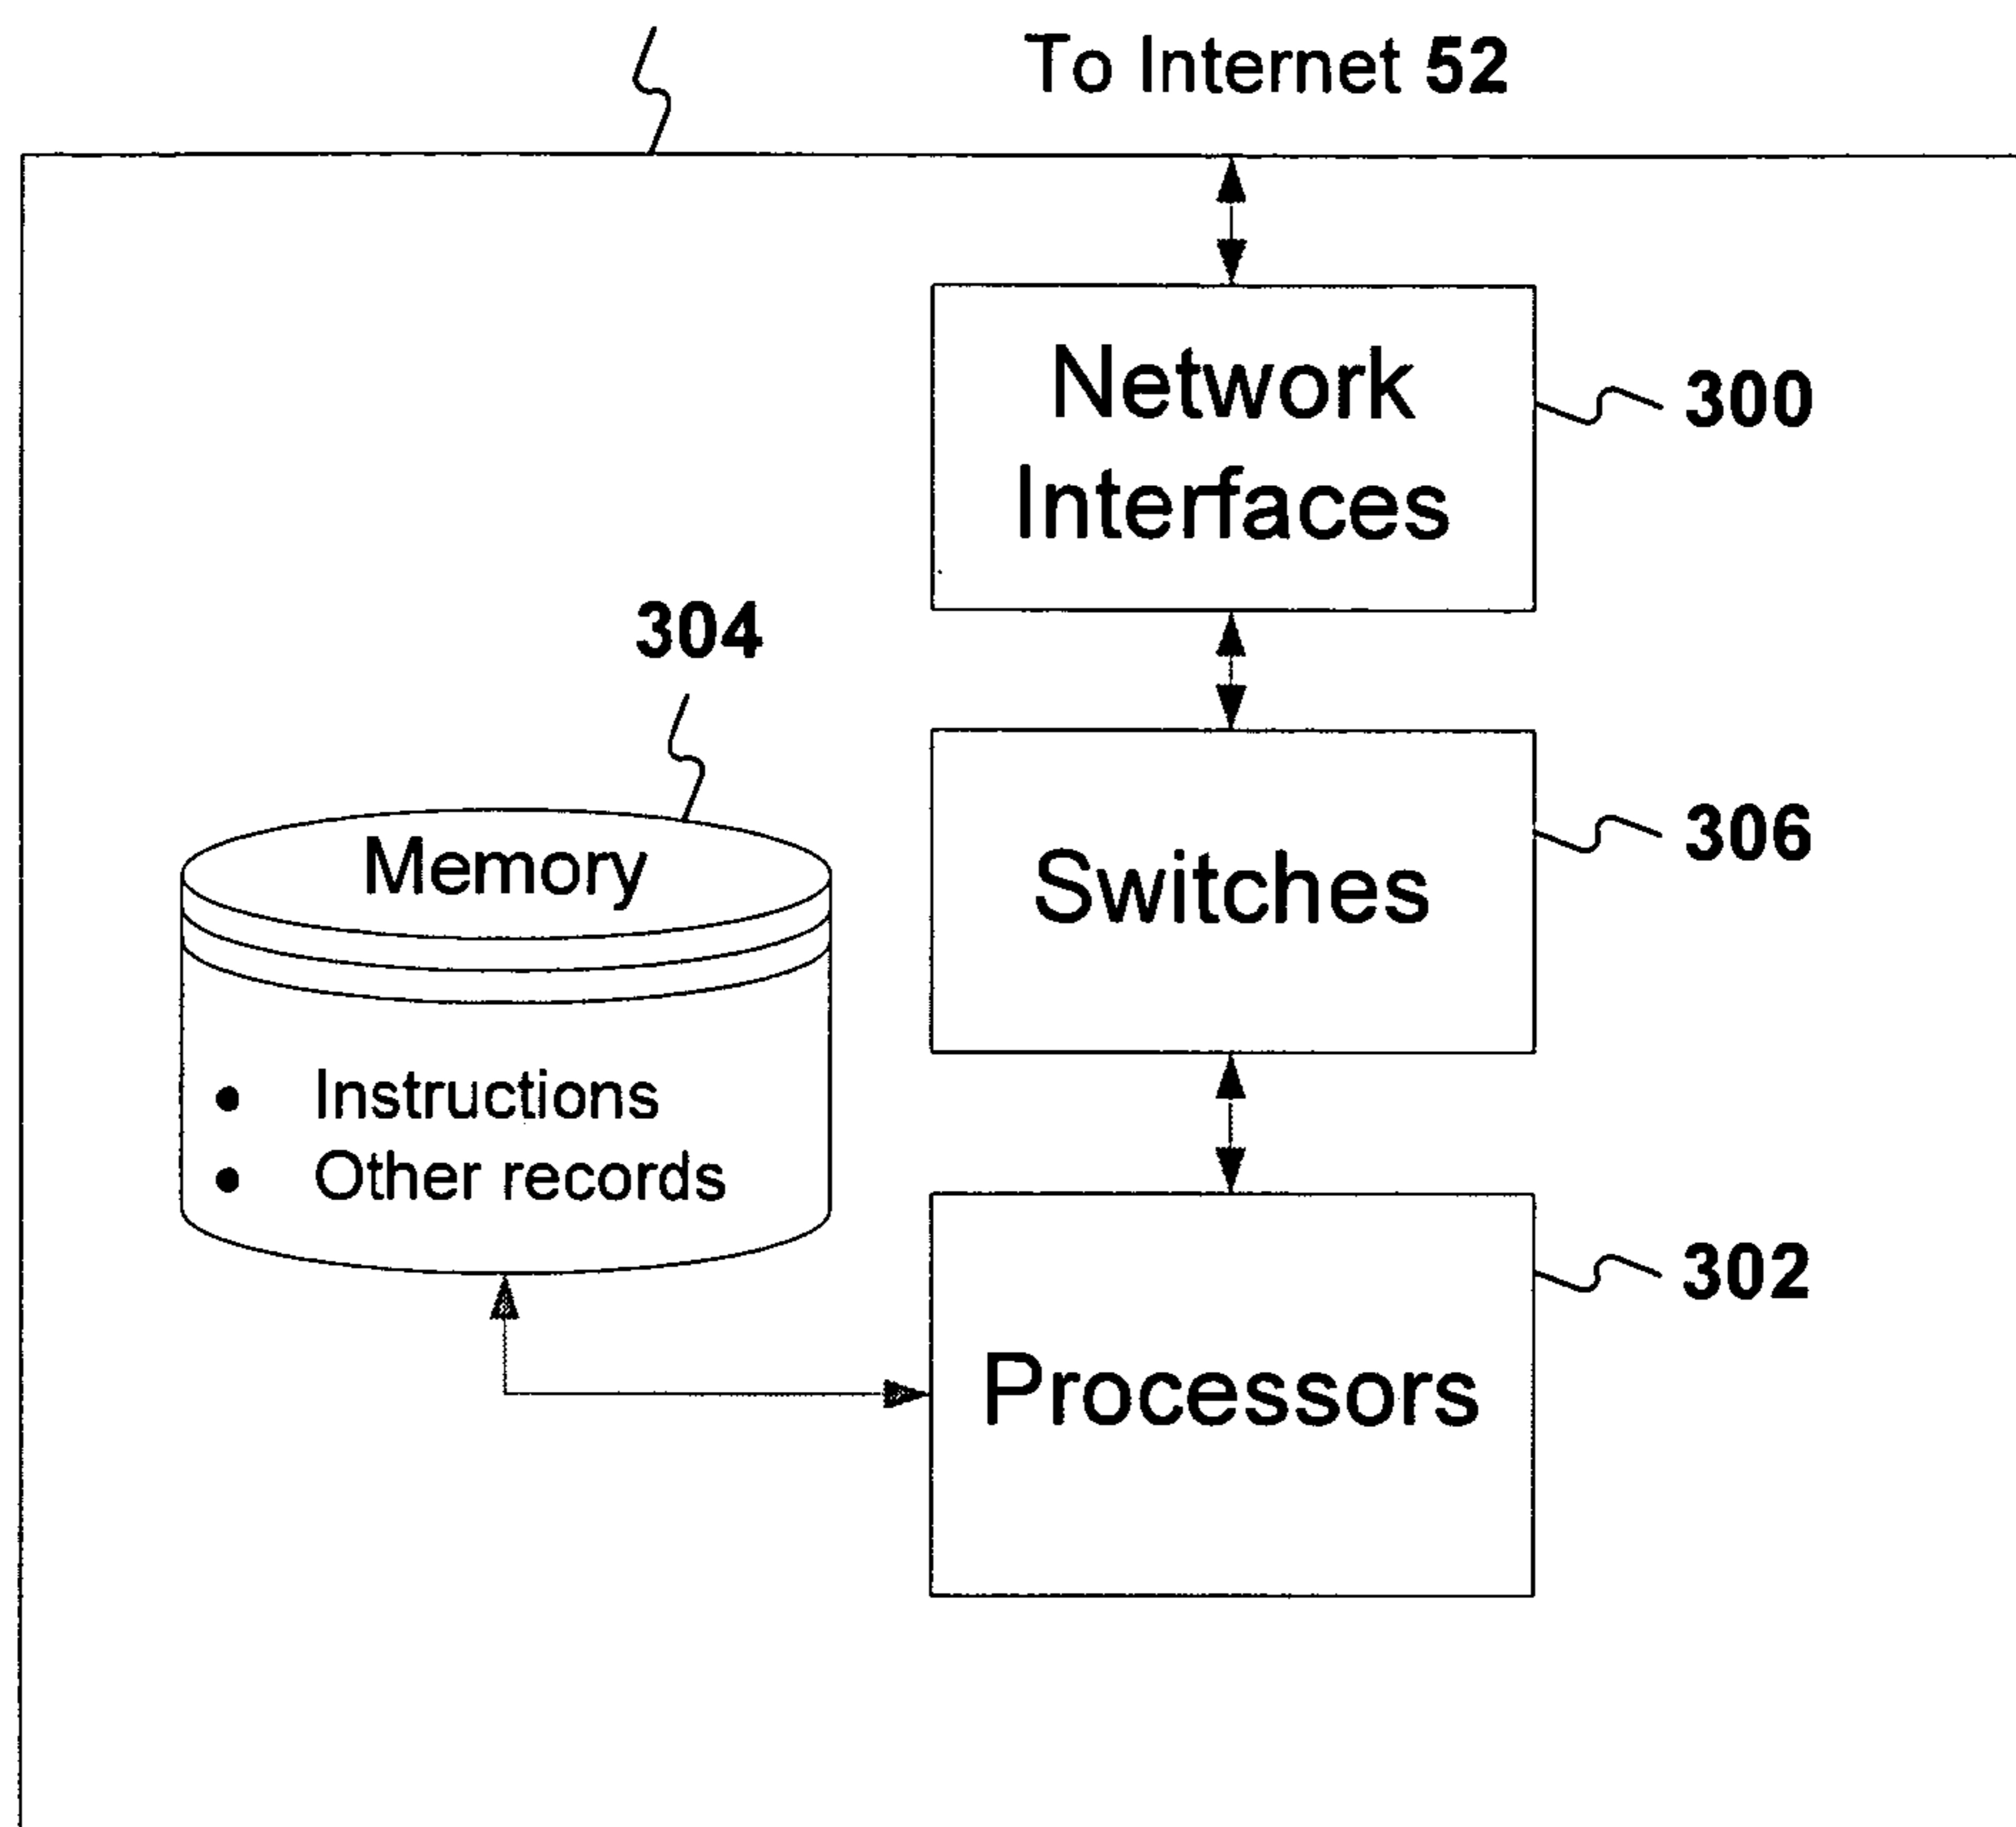 To Internet 52
Network
Interfaces
300
304
Memory
• Instructions
• Other records
Switches
306
Processors
302